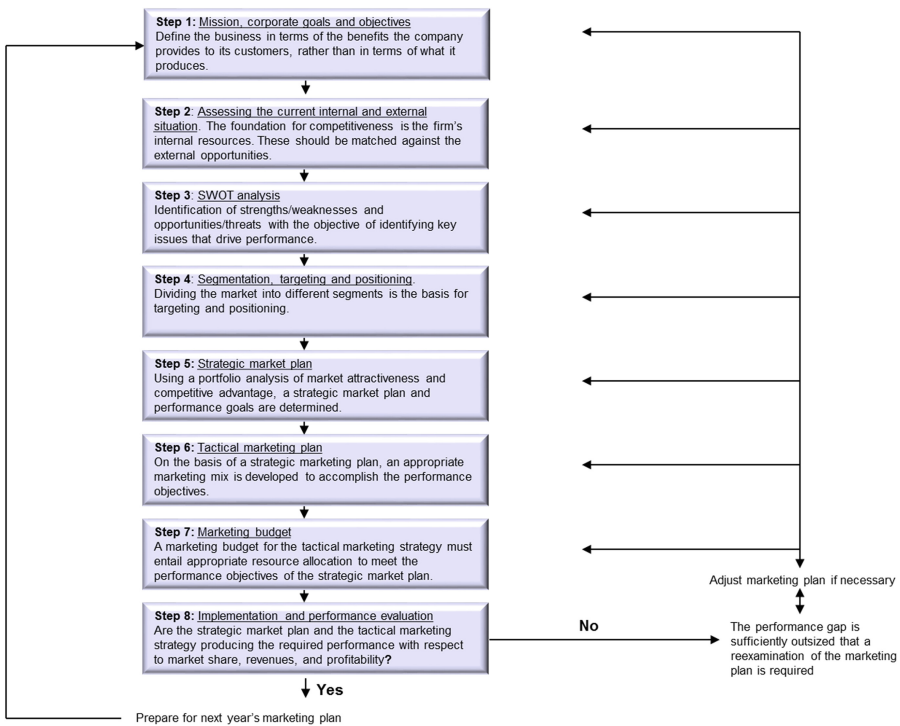 Step 1: Mission, corporate goals and objectives
Define the business in terms of the benefits the company
provides to its customers, rather than in terms of what it
produces.
Step 2: Assessing the current internal and external
situation. The foundation for competitiveness is the firm's
internal resources. These should be matched against the
external opportunities.
Step 3: SWOT analysis
Identification of strengths/weaknesses and
opportunities/threats with the objective of identifying key
issues that drive performance.
Step 4: Segmentation, targeting and positioning.
Dividing the market into different segments is the basis for
targeting and positioning.
Step 5: Strategic market plan
Using a portfolio analysis of market attractiveness and
competitive advantage, a strategic market plan and
performance goals are determined.
Step 6: Tactical marketing plan
On the basis of a strategic marketing plan, an appropriate
marketing mix is developed to accomplish the performance
objectives.
Step 7: Marketing budget
A marketing budget for the tactical marketing strategy must
entail appropriate resource allocation to meet the
performance objectives of the strategic market plan.
Adjust marketing plan if necessary
Step 8: Implementation and performance evaluation
Are the strategic market plan and the tactical marketing
strategy producing the required performance with respect
to market share, revenues, and profitability?
No
The performance gap is
sufficiently outsized that a
reexamination of the marketing
plan is required
Yes
Prepare for next year's marketing plan